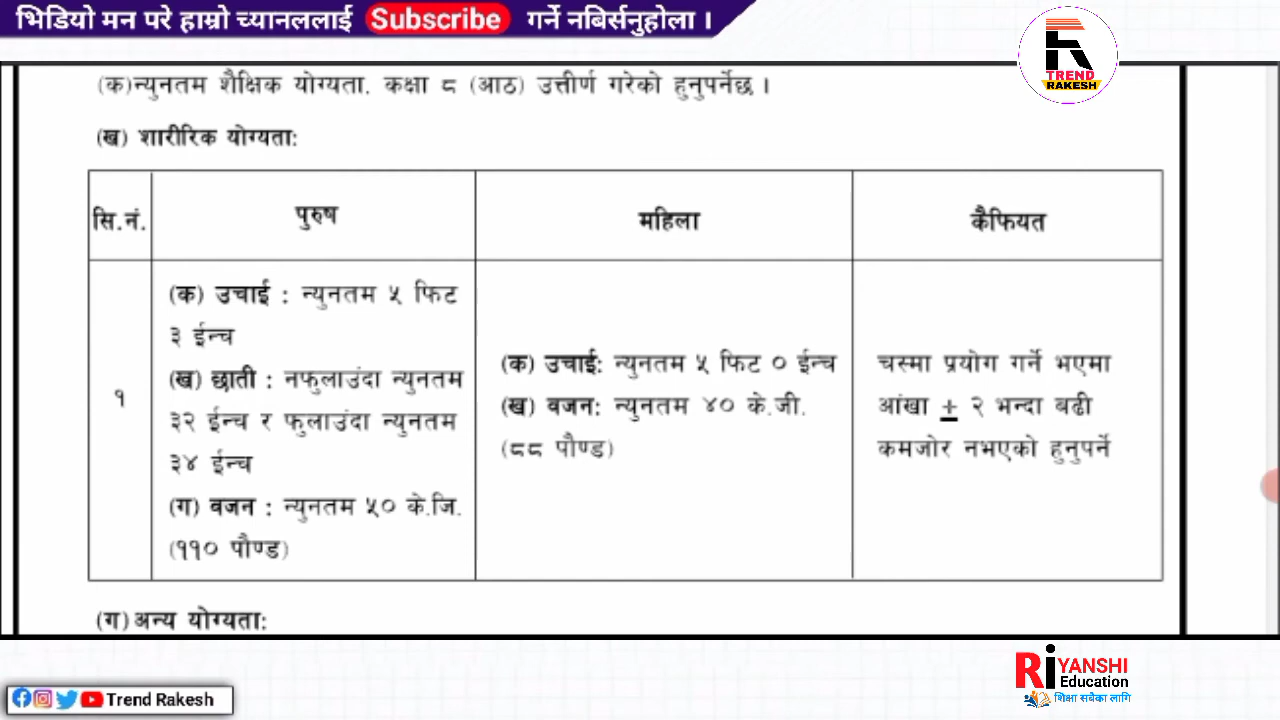 भिडियो मन परे हाम्रो च्यानललाई Subscribe गर्ने नबिर्सनुहोला ।
TREND
RAKESH
(क)न्युनतम शैक्षिक योग्यता, कक्षा ८ (आठ) उत्तीर्ण गरेको हुनुपर्नेछ ।
(ख) शारीरिक योग्यताः
सि.नं.
पुरुष
महिला
कैफियत
१
(क) उचाई : न्युनतम ५ फिट
३ ईन्च
(ख) छाती : नफुलाउंदा न्युनतम
३२ ईन्च र फुलाउंदा न्युनतम
३४ ईन्च
(ग) वजन : न्युनतम ५० के.जि.
(११० पौण्ड)
(क) उचाई: न्युनतम ५ फिट ० ईन्च
(ख) वजन: न्युनतम ४० के.जी.
(८८ पौण्ड)
चस्मा प्रयोग गर्ने भएमा
आंखा ± २ भन्दा बढी
कमजोर नभएको हुनुपर्ने
(ग)अन्य योग्यता:
RiYANSHI
Education
शिक्षा सबैका लागि
Trend Rakesh